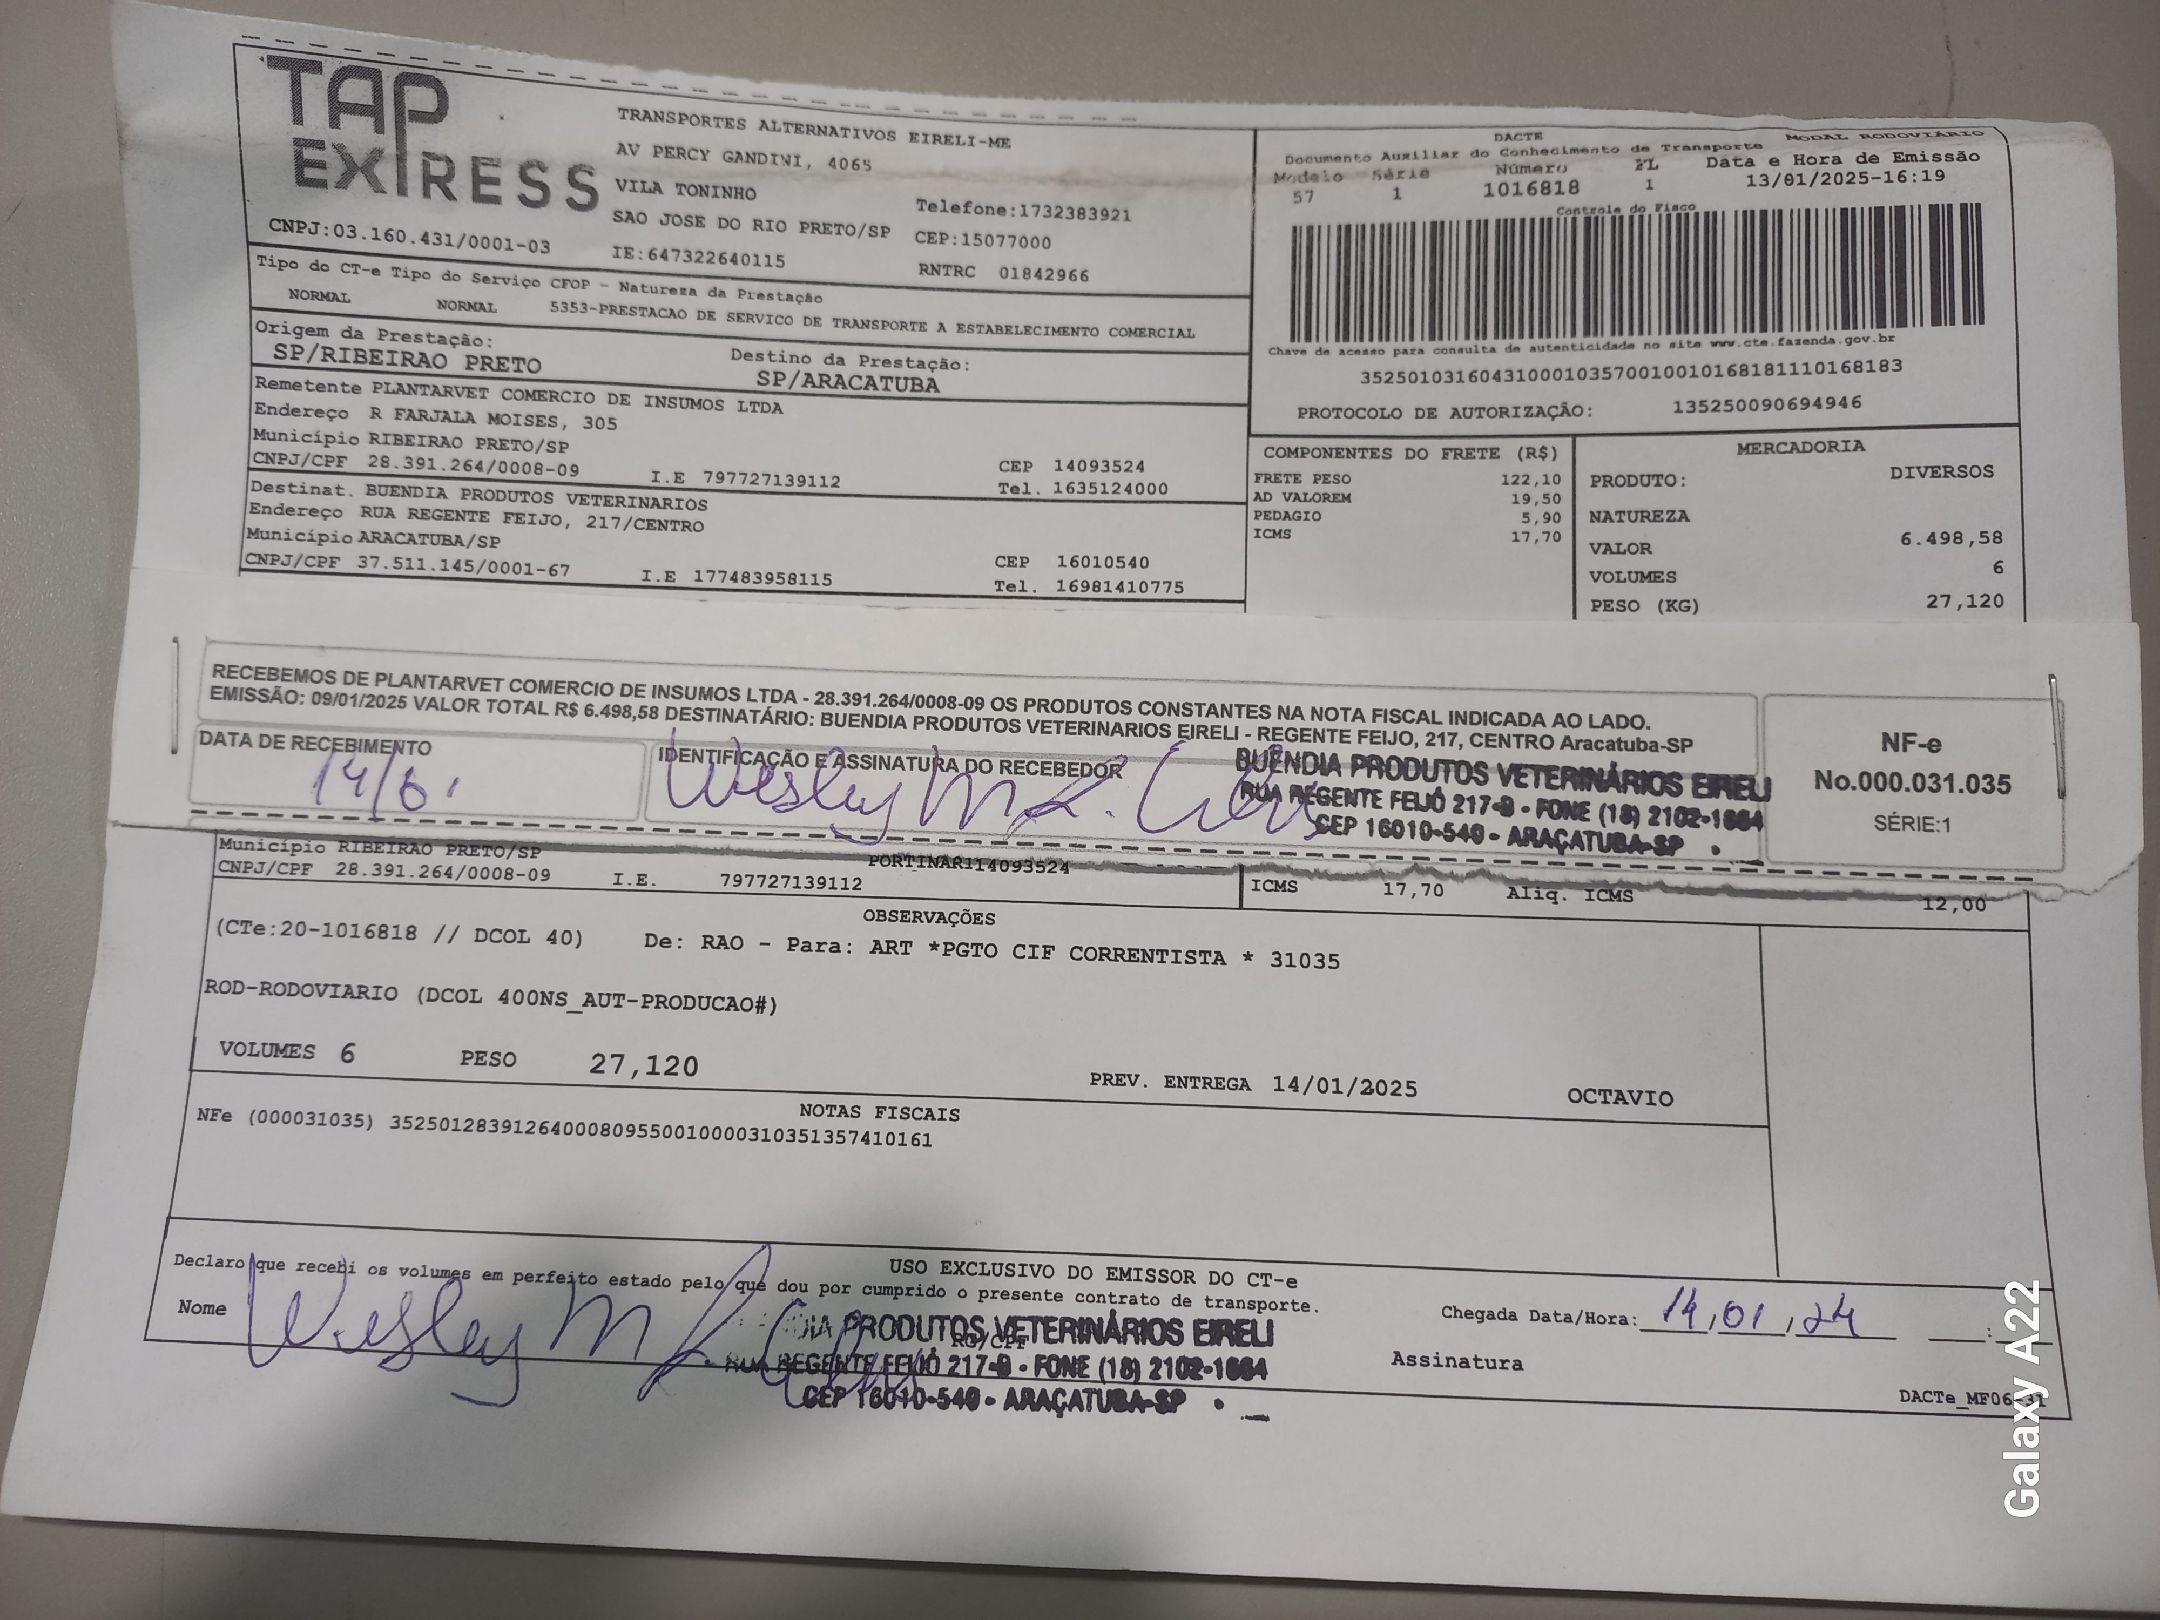 TAP
EXPRESS
TRANSPORTES ALTERNATIVOS EIRELI-ME
AV PERCY GANDINI, 4065
VILA TONINHO
SAO JOSE DO RIO PRETO/SP
Telefone:1732383921
CEP:15077000
CNPJ:03.160.431/0001-03
IE:647322640115
RNTRC 01842966
DACTE MODAL RODOVIÁRIO
Documento Auxiliar do Conhecimento de Transporte
Modelo Série Número FL Data e Hora de Emissão
57 1 1016818 1 13/01/2025-16:19
Controle do Fisco
Chave de acesso para consulta de autenticidade no site www.cte.fazenda.gov.br
35250103160431000103570010010168181110168183
PROTOCOLO DE AUTORIZAÇÃO: 135250090694946
Tipo do CT-e Tipo do Serviço CFOP - Natureza da Prestação
NORMAL NORMAL 5353-PRESTACAO DE SERVICO DE TRANSPORTE A ESTABELECIMENTO COMERCIAL
Origem da Prestação: Destino da Prestação:
SP/RIBEIRAO PRETO SP/ARACATUBA
Remetente PLANTARVET COMERCIO DE INSUMOS LTDA
Endereço R FARJALA MOISES, 305
Município RIBEIRAO PRETO/SP CEP 14093524
CNPJ/CPF 28.391.264/0008-09 I.E 797727139112 Tel. 1635124000
Destinat. BUENDIA PRODUTOS VETERINARIOS
Endereço RUA REGENTE FEIJO, 217/CENTRO
Município ARACATUBA/SP CEP 16010540
CNPJ/CPF 37.511.145/0001-67 I.E 177483958115 Tel. 16981410775
COMPONENTES DO FRETE (R$)
FRETE PESO 122,10
AD VALOREM 19,50
PEDAGIO 5,90
ICMS 17,70
MERCADORIA
PRODUTO: DIVERSOS
NATUREZA
VALOR 6.498,58
VOLUMES 6
PESO (KG) 27,120
RECEBEMOS DE PLANTARVET COMERCIO DE INSUMOS LTDA - 28.391.264/0008-09 OS PRODUTOS CONSTANTES NA NOTA FISCAL INDICADA AO LADO.
EMISSÃO: 09/01/2025 VALOR TOTAL R$ 6.498,58 DESTINATÁRIO: BUENDIA PRODUTOS VETERINARIOS EIRELI - REGENTE FEIJO, 217, CENTRO Aracatuba-SP
DATA DE RECEBIMENTO
IDENTIFICAÇÃO E ASSINATURA DO RECEBEDOR
Wesley M
BUENDIA PRODUTOS VETERINÁRIOS EIRELI
RUA REGENTE FEIJÓ 217-B - FONE (18) 2102-1884
CEP 16010-540 - ARAÇATUBA-SP
NF-e
No.000.031.035
SÉRIE:1
Município RIBEIRAO PRETO/SP PORTINARI14093524
CNPJ/CPF 28.391.264/0008-09 I.E. 797727139112
ICMS 17,70 Aliq. ICMS 12,00
OBSERVAÇÕES
(CTe:20-1016818 // DCOL 40) De: RAO - Para: ART *PGTO CIF CORRENTISTA * 31035
ROD-RODOVIARIO (DCOL 400NS_AUT-PRODUCAO#)
VOLUMES 6 PESO 27,120 PREV. ENTREGA 14/01/2025 OCTAVIO
NOTAS FISCAIS
NFe (000031035) 35250128391264000809550010000310351357410161
USO EXCLUSIVO DO EMISSOR DO CT-e
Declaro que recebi os volumes em perfeito estado pelo que dou por cumprido o presente contrato de transporte.
Nome Wesley M RG/CPF
PRODUTOS VETERINÁRIOS EIRELI
RUA REGENTE FEIJÓ 217-B - FONE (18) 2102-1884
CEP 16010-540 - ARAÇATUBA-SP
Chegada Data/Hora: 14,01,24
Assinatura
DACTe_MF06-31
Galaxy A22